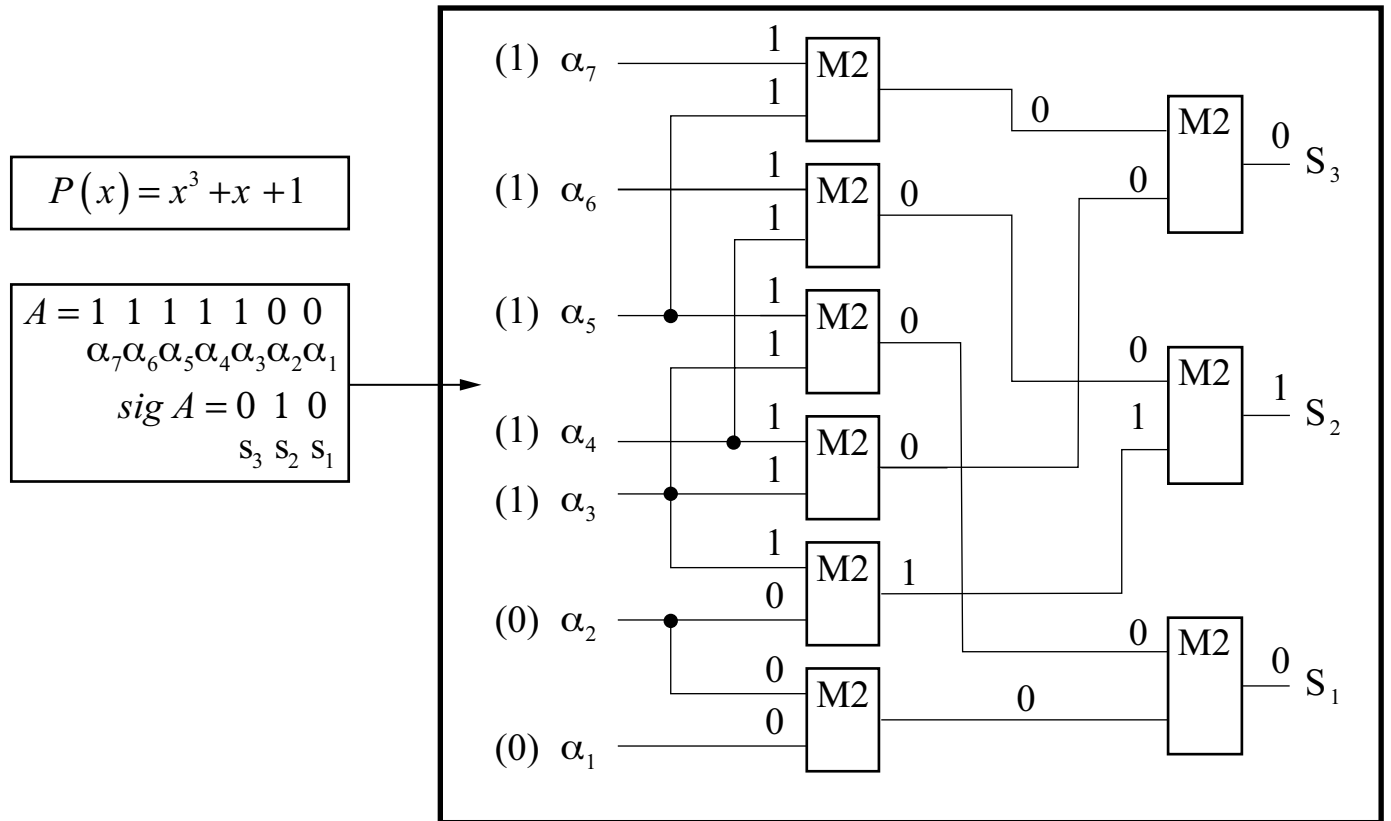 P(x) = x³ + x + 1
A = 1 1 1 1 1 0 0
α₇α₆α₅α₄α₃α₂α₁
sig A = 0 1 0
s₃ s₂ s₁
(1) α₇
1
1
M2
0
(1) α₆
1
1
M2
0
(1) α₅
1
1
M2
0
(1) α₄
1
(1) α₃
1
M2
0
1
(0) α₂
0
M2
1
0
(0) α₁
0
M2
0
0
M2
0
S₃
0
1
M2
1
S₂
0
M2
0
S₁